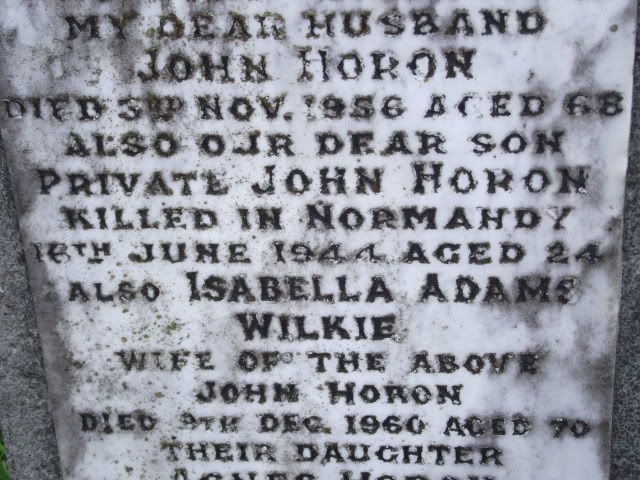 MY DEAR HUSBAND
JOHN HORON
DIED 3RD NOV. 1956 AGED 68
ALSO OUR DEAR SON
PRIVATE JOHN HORON
KILLED IN NORMANDY
16TH JUNE 1944 AGED 24
ALSO ISABELLA ADAMS
WILKIE
WIFE OF THE ABOVE
JOHN HORON
DIED 9TH DEC. 1960 AGED 70
THEIR DAUGHTER
AGNES HORON